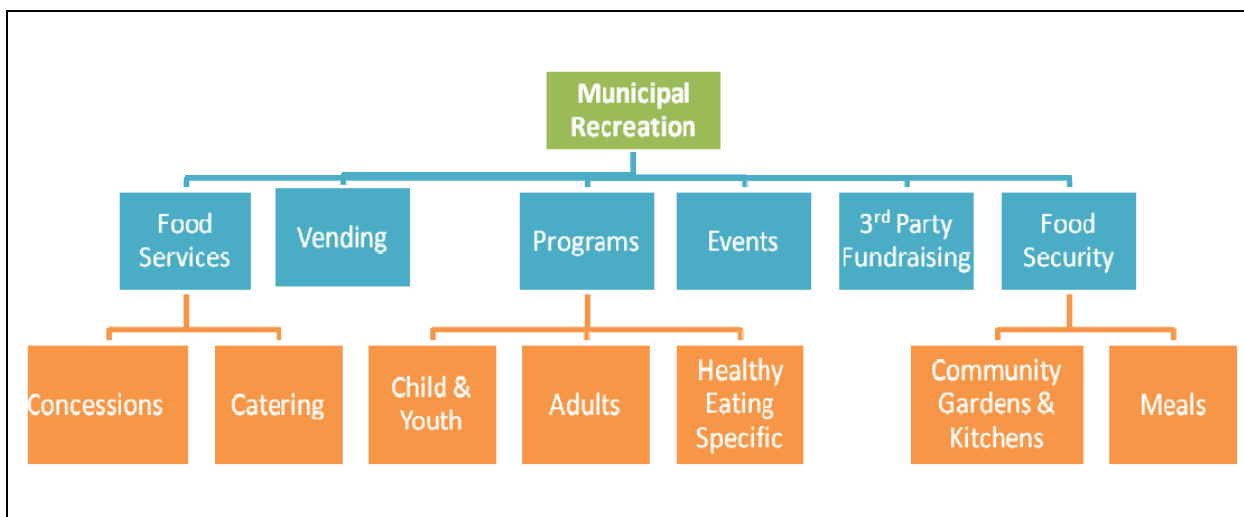 Municipal
Recreation
Food
Services
Vending
Programs
Events
3rd Party
Fundraising
Food
Security
Concessions
Catering
Child &
Youth
Adults
Healthy
Eating
Specific
Community
Gardens &
Kitchens
Meals